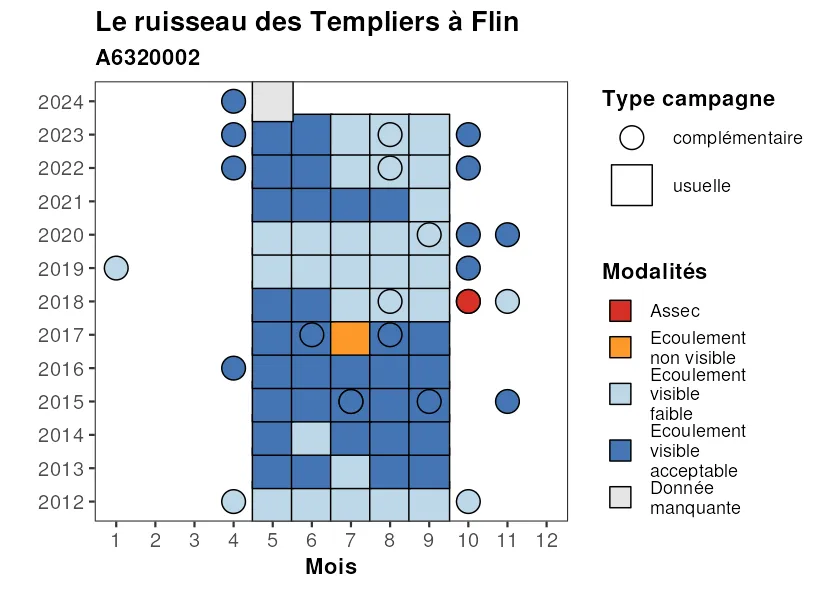 Le ruisseau des Templiers à Flin
A6320002
2024
2023
2022
2021
2020
2019
2018
2017
2016
2015
2014
2013
2012
1 2 3 4 5 6 7 8 9 10 11 12
Mois
Type campagne
complémentaire
usuelle
Modalités
Assec
Ecoulement
non visible
Ecoulement
visible
faible
Ecoulement
visible
acceptable
Donnée
manquante